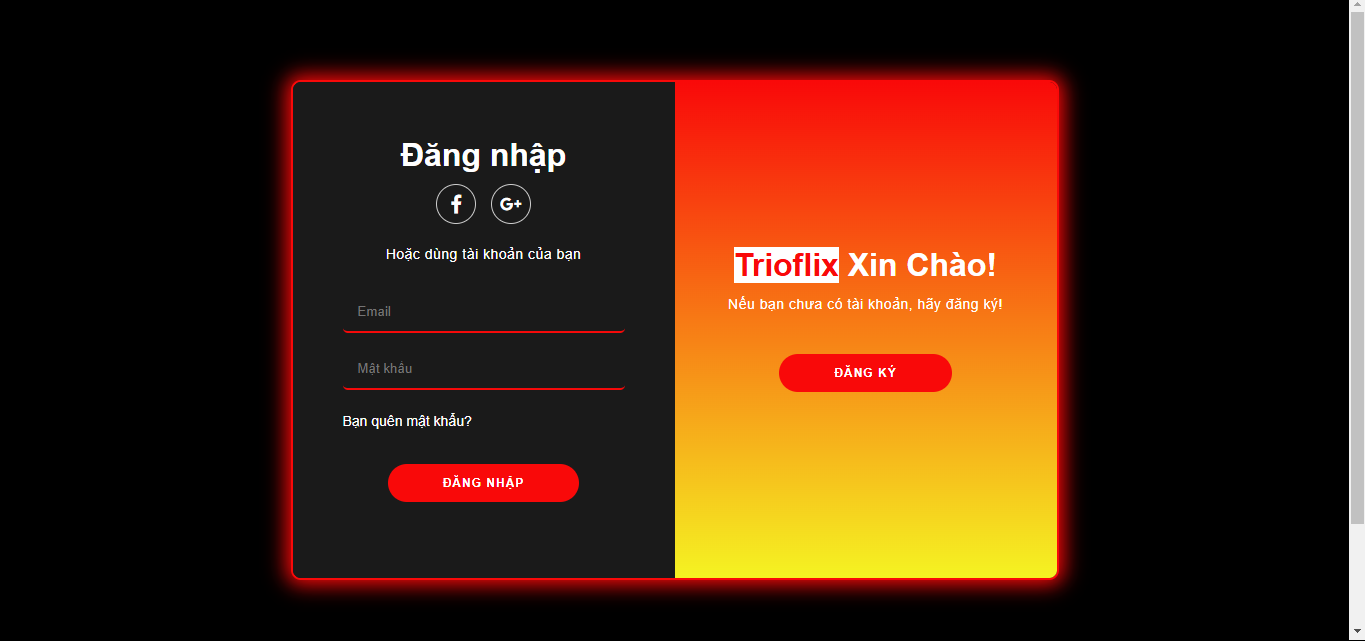 Đăng nhập
G+
Hoặc dùng tài khoản của bạn
Email
Mật khẩu
Bạn quên mật khẩu?
ĐĂNG NHẬP
Trioflix Xin Chào!
Nếu bạn chưa có tài khoản, hãy đăng ký!
ĐĂNG KÝ